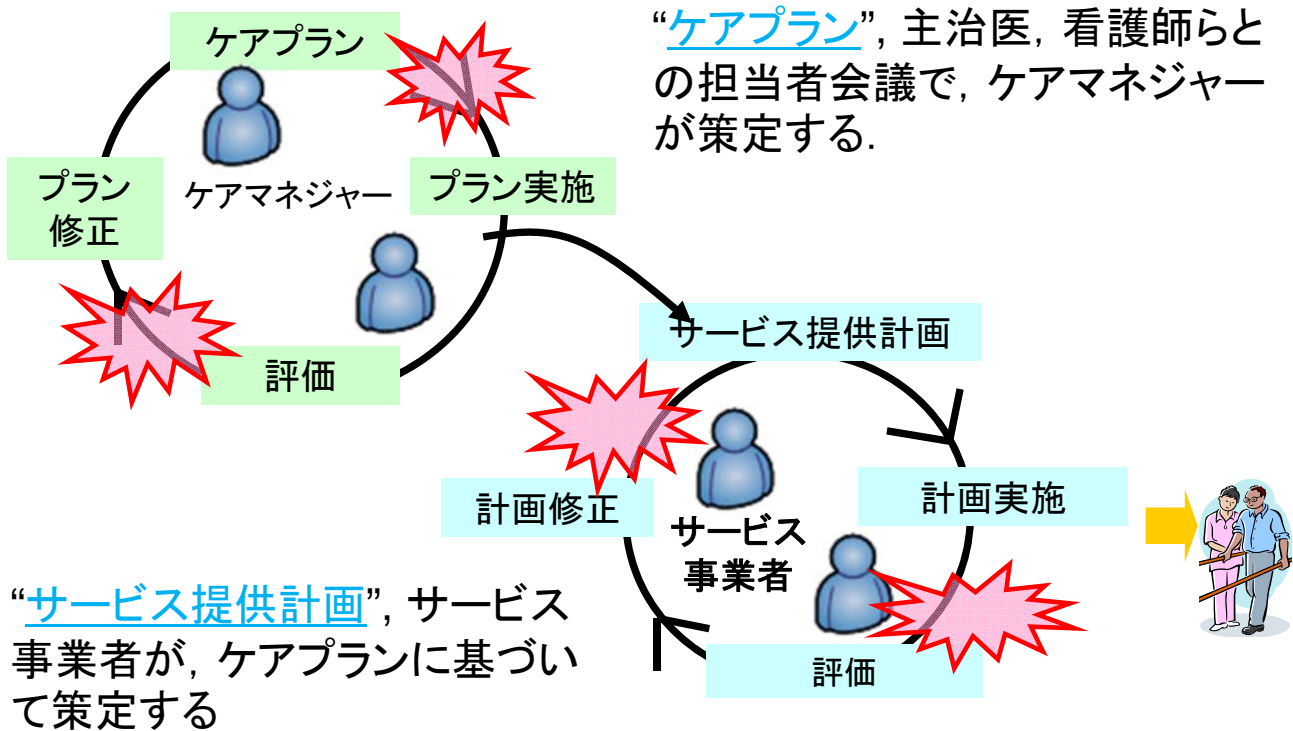 ケアプラン
プラン
修正
ケアマネジャー
プラン実施
評価
“ケアプラン”, 主治医, 看護師らと
の担当者会議で, ケアマネジャー
が策定する.
サービス提供計画
計画修正
サービス
事業者
計画実施
評価
“サービス提供計画”, サービス
事業者が, ケアプランに基づい
て策定する